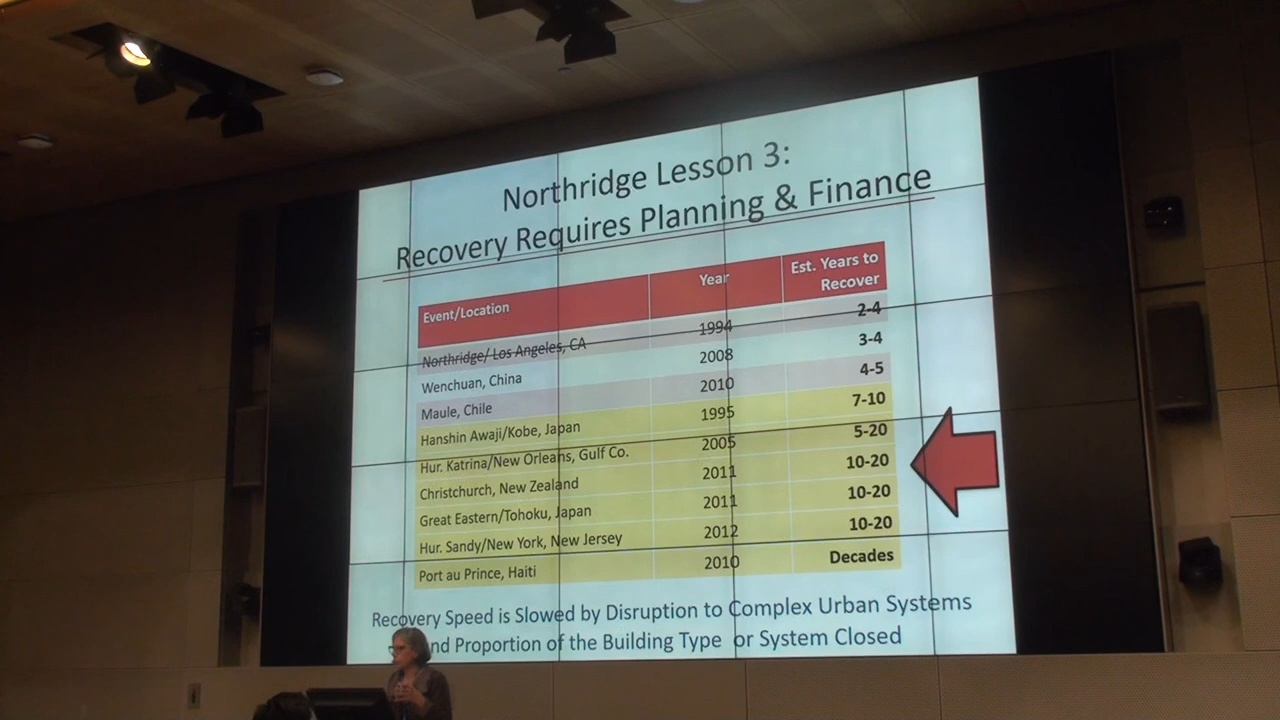 Northridge Lesson 3:
Recovery Requires Planning & Finance
Event/Location Year Est. Years to Recover
Northridge/ Los Angeles, CA 1994 2-4
Wenchuan, China 2008 3-4
Maule, Chile 2010 4-5
Hanshin Awaji/Kobe, Japan 1995 7-10
Hur. Katrina/New Orleans, Gulf Co. 2005 5-20
Christchurch, New Zealand 2011 10-20
Great Eastern/Tohoku, Japan 2011 10-20
Hur. Sandy/New York, New Jersey 2012 10-20
Port au Prince, Haiti 2010 Decades
Recovery Speed is Slowed by Disruption to Complex Urban Systems
nd Proportion of the Building Type or System Closed